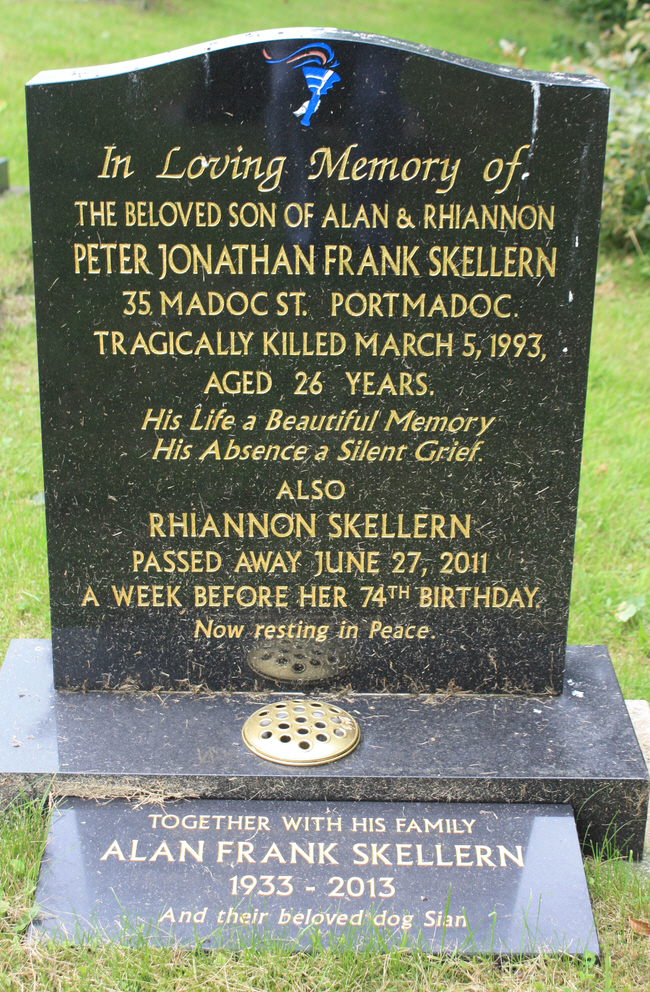 In Loving Memory of.
THE BELOVED SON OF ALAN & RHIANNON
PETER JONATHAN FRANK SKELLERN
35, MADOC ST. PORTMADOC.
TRAGICALLY KILLED MARCH 5, 1993,
AGED 26 YEARS.
His Life a Beautiful Memory
His Absence a Silent Grief.
ALSO
RHIANNON SKELLERN
PASSED AWAY JUNE 27, 2011
A WEEK BEFORE HER 74TH BIRTHDAY.
Now resting in Peace.
TOGETHER WITH HIS FAMILY
ALAN FRANK SKELLERN
1933 - 2013
And their beloved dog Sian